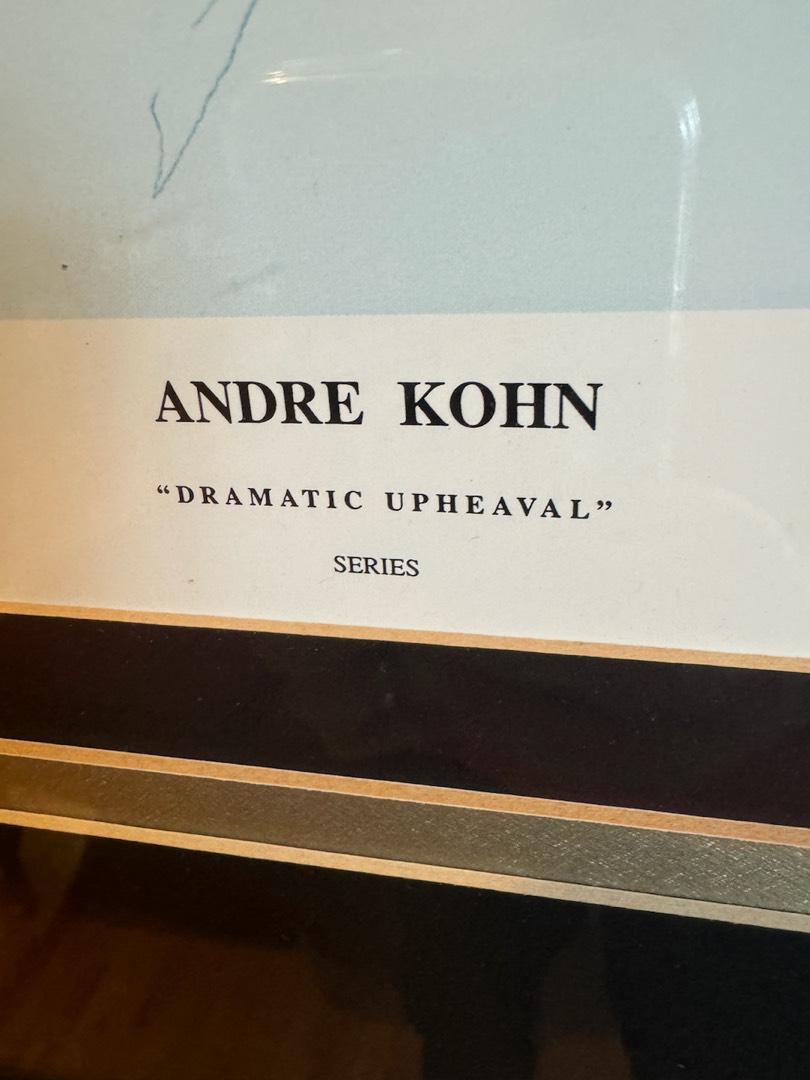 ANDRE KOHN
“DRAMATIC UPHEAVAL”
SERIES